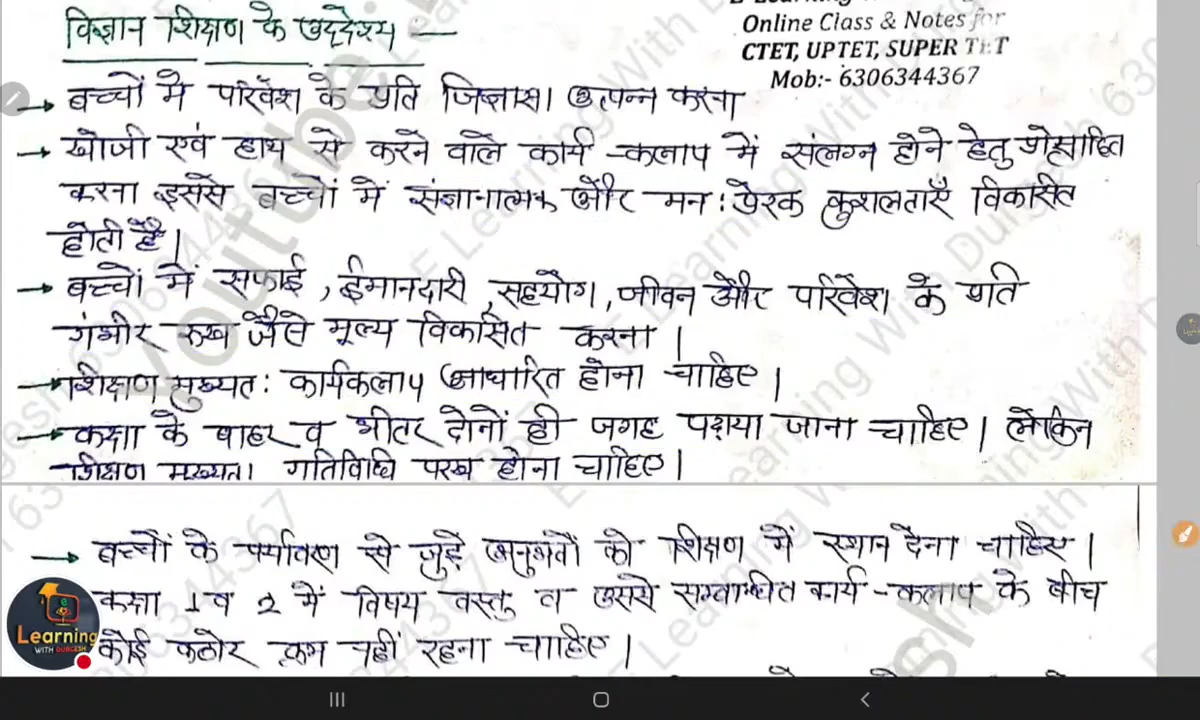 विज्ञान शिक्षण के उद्देश्य —
Online Class & Notes for
CTET, UPTET, SUPER TET
Mob:- 6306344367
→ बच्चों में परिवेश के प्रति जिज्ञासा उत्पन्न करना
→ खोजी एवं हाथ से करने वाले कार्य-कलाप में संलग्न होने हेतु प्रोत्साहित
करना इससे बच्चों में संज्ञानात्मक और मन:प्रेरक कुशलताएँ विकासित
होती है।
→ बच्चों में सफाई, ईमानदारी, सहयोग, जीवन और परिवेश के प्रति
गंभीर रुख जैसे मूल्य विकसित करना।
→ शिक्षण मुख्यत: कार्यकलाप आधारित होना चाहिए।
→ कक्षा के बाहर व भीतर दोनों ही जगह पढ़ाया जाना चाहिए। लेकिन
शिक्षण मुख्यता गतिविधि परख होना चाहिए।
→ बच्चों के पर्यावरण से जुड़े अनुभवों को शिक्षण में स्थान देना चाहिए।
कक्षा 1 व 2 में विषय वस्तु व उससे सम्बान्धित कार्य-कलाप के बीच
कोई कठोर क्रम नहीं रहना चाहिए।
Learning
WITH DURGESH